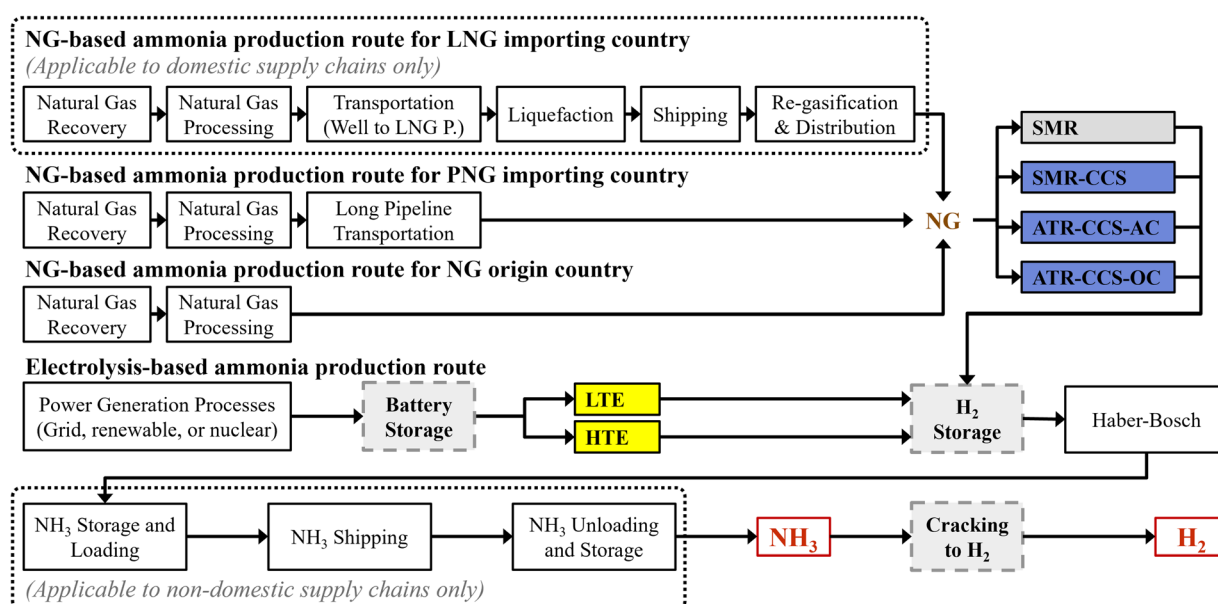 NG-based ammonia production route for LNG importing country
(Applicable to domestic supply chains only)
Natural Gas
Recovery
Natural Gas
Processing
Transportation
(Well to LNG P.)
Liquefaction
Shipping
Re-gasification
& Distribution
NG-based ammonia production route for PNG importing country
Natural Gas
Recovery
Natural Gas
Processing
Long Pipeline
Transportation
NG
SMR
SMR-CCS
ATR-CCS-AC
ATR-CCS-OC
NG-based ammonia production route for NG origin country
Natural Gas
Recovery
Natural Gas
Processing
Electrolysis-based ammonia production route
Power Generation Processes
(Grid, renewable, or nuclear)
Battery
Storage
LTE
HTE
H₂
Storage
Haber-Bosch
NH₃ Storage and
Loading
NH₃ Shipping
NH₃ Unloading
and Storage
NH₃
Cracking
to H₂
H₂
(Applicable to non-domestic supply chains only)